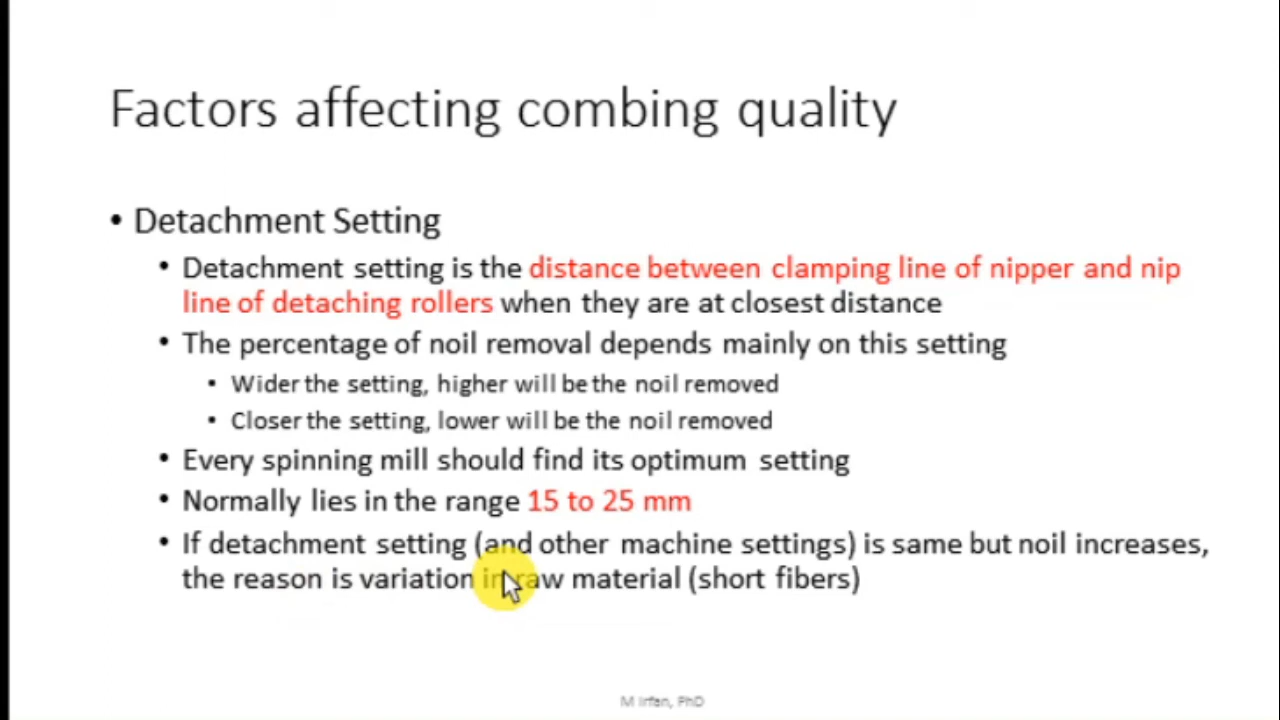 Factors affecting combing quality
• Detachment Setting
• Detachment setting is the distance between clamping line of nipper and nip
line of detaching rollers when they are at closest distance
• The percentage of noil removal depends mainly on this setting
• Wider the setting, higher will be the noil removed
• Closer the setting, lower will be the noil removed
• Every spinning mill should find its optimum setting
• Normally lies in the range 15 to 25 mm
• If detachment setting (and other machine settings) is same but noil increases,
the reason is variation in raw material (short fibers)
M Irfan, PhD